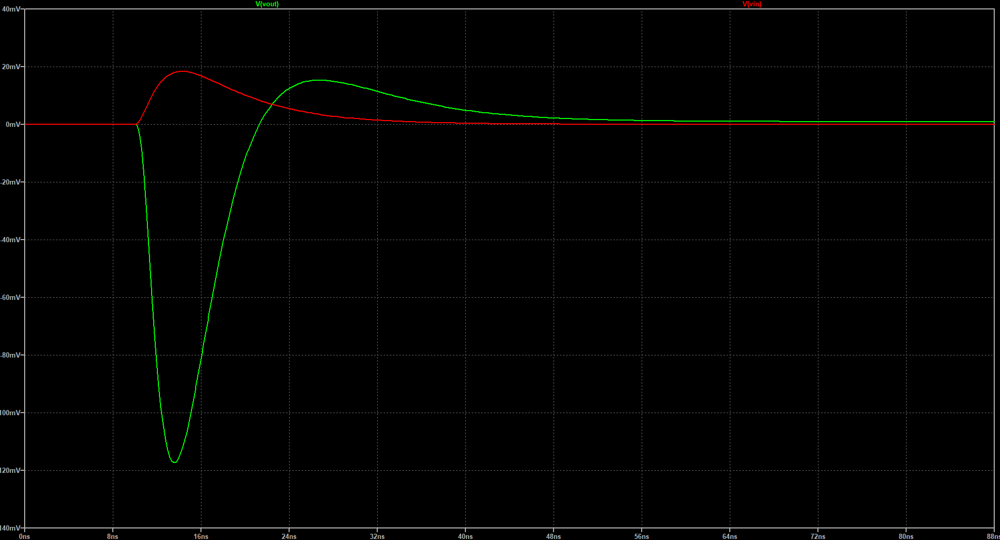 V(vout) V(vin)
40mV
20mV
0mV
-20mV
-40mV
-60mV
-80mV
100mV
120mV
140mV
0ns 8ns 16ns 24ns 32ns 40ns 48ns 56ns 64ns 72ns 80ns 88ns